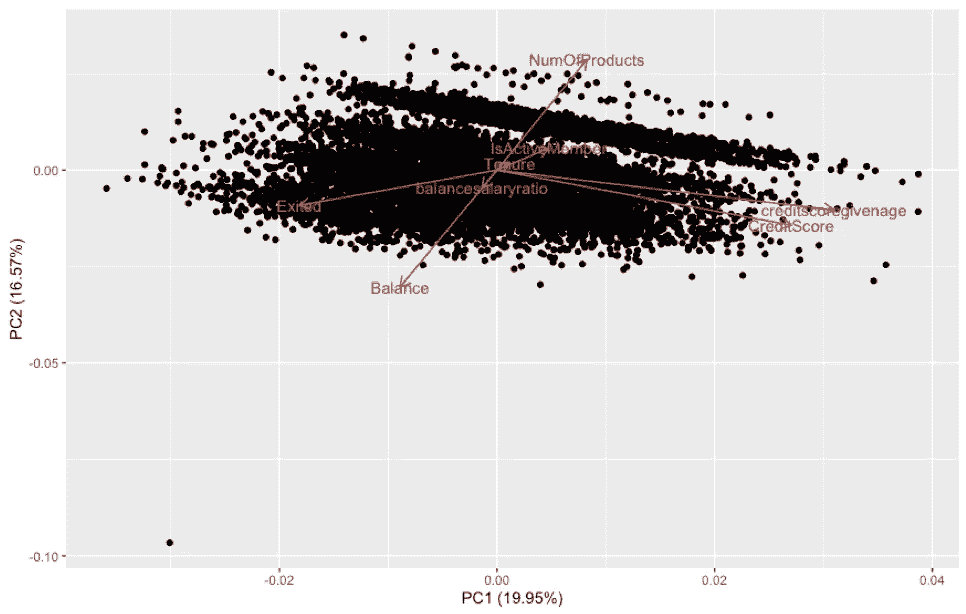 NumOfProducts
IsActiveMember
Tenure
balancesalaryratio
Exited
creditscoregivenage
CreditScore
Balance
0.00
-0.05
-0.10
PC2 (16.57%)
-0.02
0.00
0.02
0.04
PC1 (19.95%)